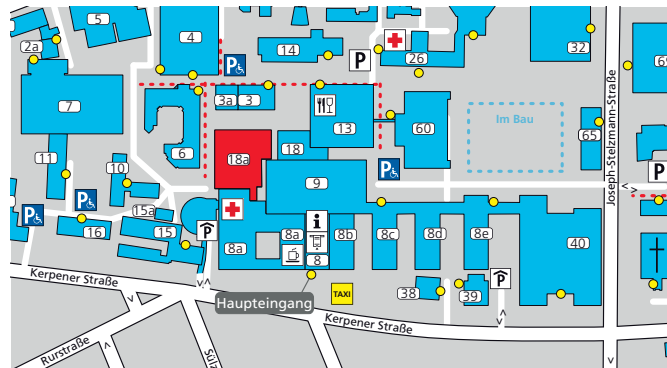 5
4
2a
14
P
26
32
69
P
7
3a
3
13
60
Im Bau
65
Joseph-Stelzmann-Straße
11
10
6
18a
18
P
P
9
P
P
16
15a
15
P
8a
8a
i
8b
8c
8d
8e
40
8
Kerpener Straße
Haupteingang
TAXI
38
39
P
Kerpener Straße
Rurstraße
Sülz